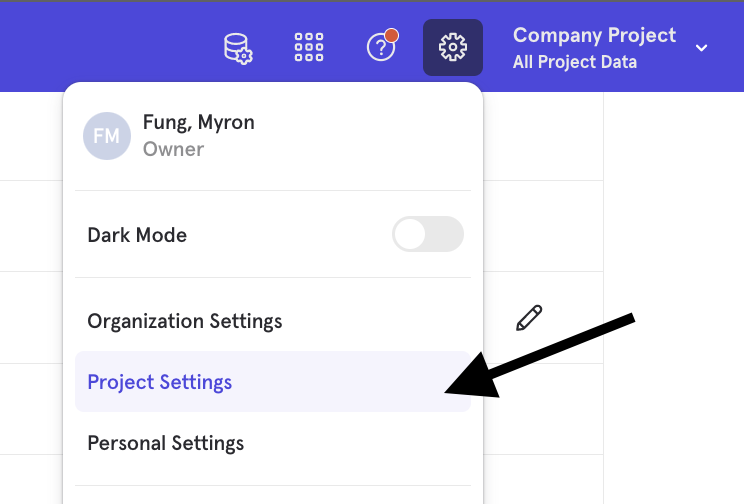 Company Project
All Project Data
FM
Fung, Myron
Owner
Dark Mode
Organization Settings
Project Settings
Personal Settings